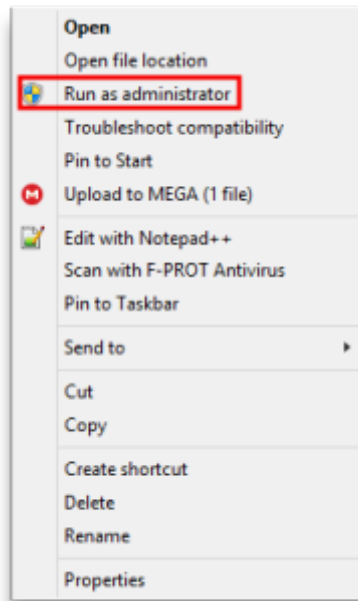 Open
Open file location
Run as administrator
Troubleshoot compatibility
Pin to Start
Upload to MEGA (1 file)
Edit with Notepad++
Scan with F-PROT Antivirus
Pin to Taskbar
Send to
Cut
Copy
Create shortcut
Delete
Rename
Properties